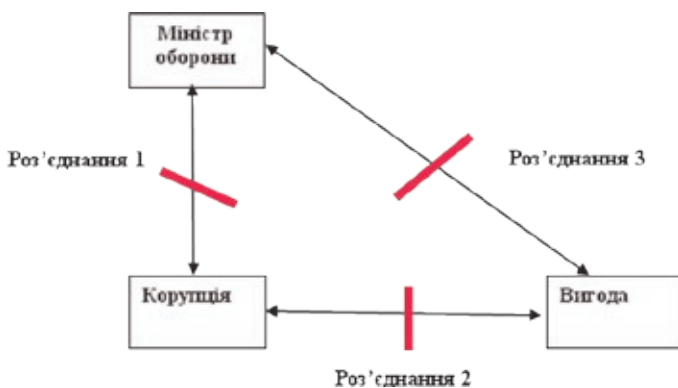 Міністр
оборони
Роз’єднання 1
Роз’єднання 3
Корупція
Вигода
Роз’єднання 2